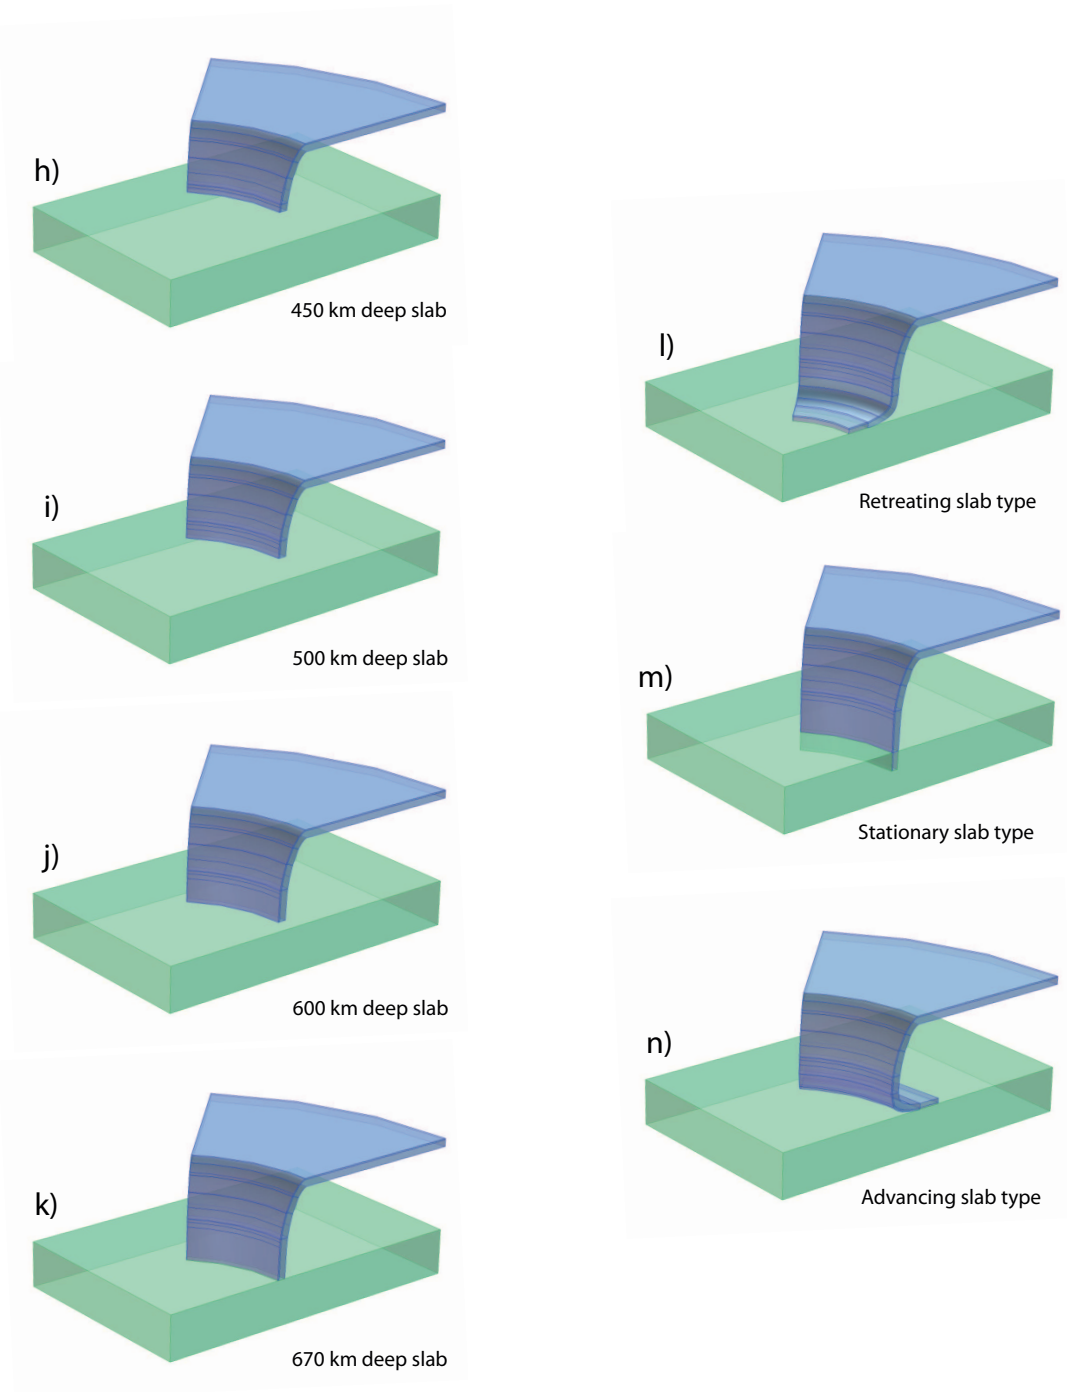 h)
450 km deep slab
i)
500 km deep slab
j)
600 km deep slab
k)
670 km deep slab
l)
Retreating slab type
m)
Stationary slab type
n)
Advancing slab type